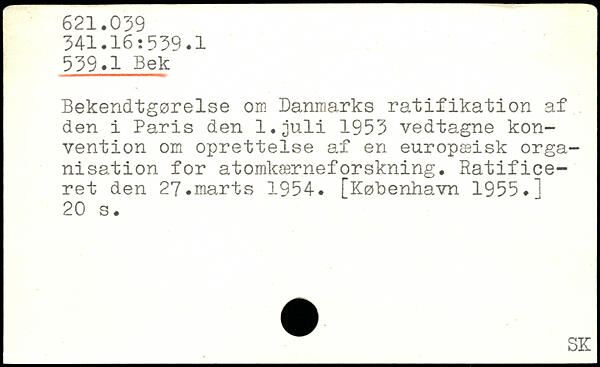 621.039
341.16:539.1
539.1 Bek
Bekendtgørelse om Danmarks ratifikation af
den i Paris den 1.juli 1953 vedtagne kon-
vention om oprettelse af en europæisk orga-
nisation for atomkærneforskning. Ratifice-
ret den 27.marts 1954. [København 1955.]
20 s.
SK